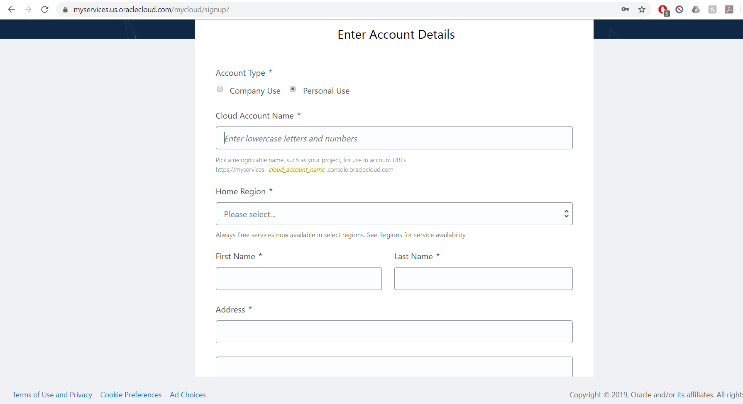 myservices.us.oraclecloud.com/mycloud/signup?
Enter Account Details
Account Type *
Company Use Personal Use
Cloud Account Name *
Enter lowercase letters and numbers
Pick a recognizable name, such as your project, for use in account URLs
https://myservices- cloud_account_name .console.oraclecloud.com
Home Region *
Please select...
Always Free services now available in select regions. See Regions for service availability
First Name * Last Name *
Address *
Terms of Use and Privacy Cookie Preferences Ad Choices Copyright © 2019, Oracle and/or its affiliates. All right